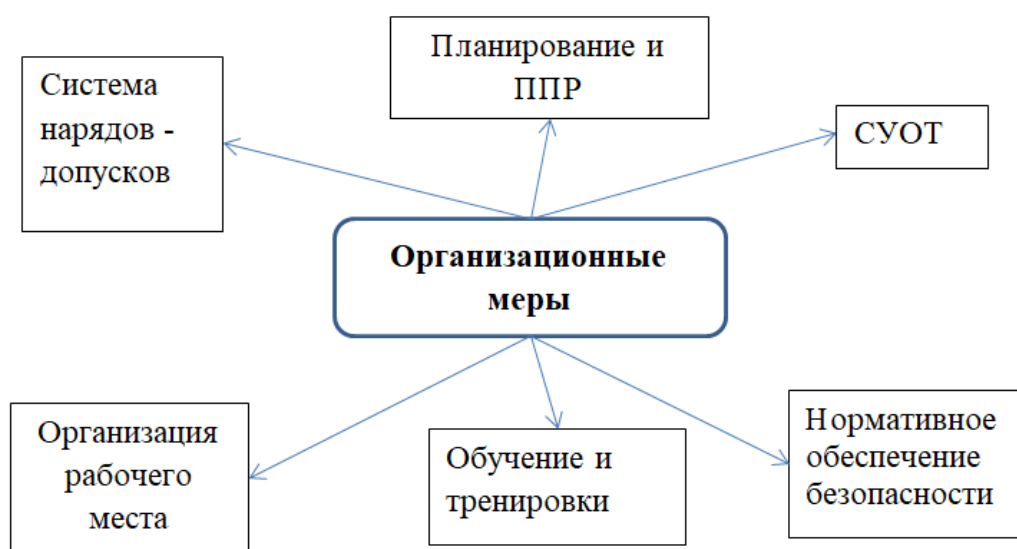 Планирование и
ППР
Система
нарядов -
допусков
СУОТ
Организационные
меры
Организация
рабочего
места
Обучение и
тренировки
Нормативное
обеспечение
безопасности